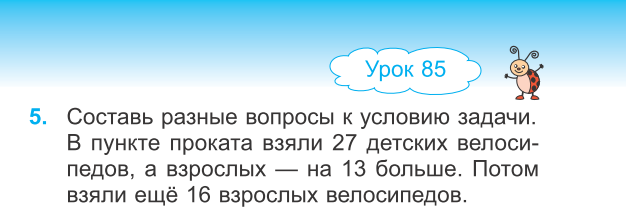 Урок 85
5. Составь разные вопросы к условию задачи.
В пункте проката взяли 27 детских велоси-
педов, а взрослых — на 13 больше. Потом
взяли ещё 16 взрослых велосипедов.